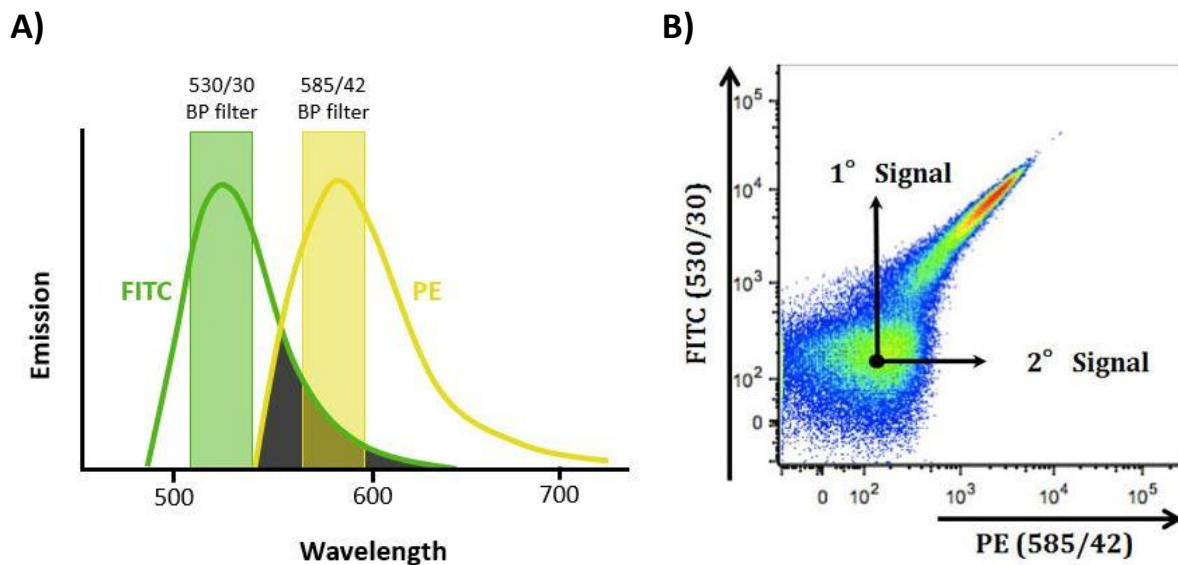 A)
530/30
BP filter
585/42
BP filter
FITC
PE
Emission
500
600
700
Wavelength
B)
10⁵
10⁴
10³
10²
0
FITC (530/30)
1° Signal
2° Signal
0
10²
10³
10⁴
10⁵
PE (585/42)